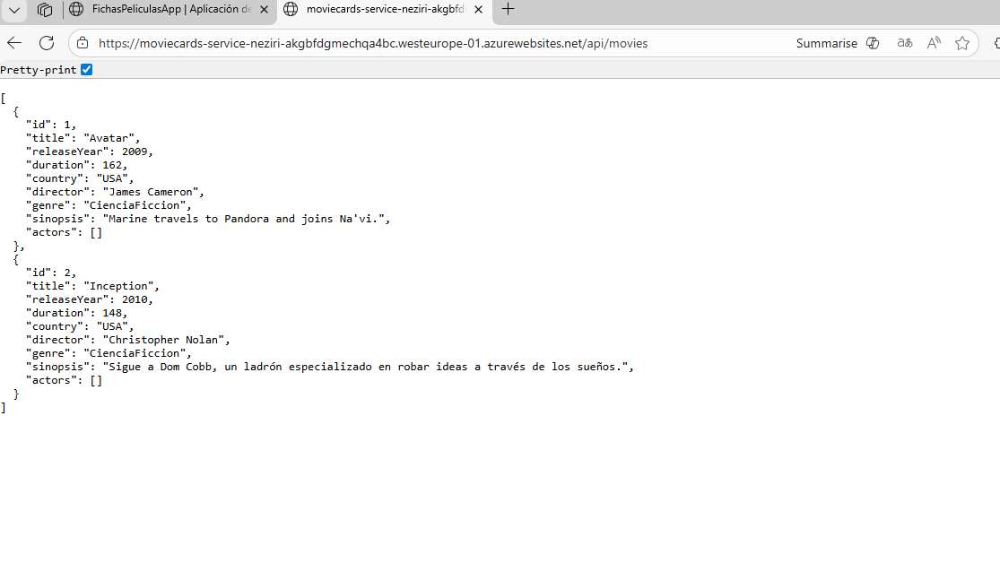 FichasPeliculasApp | Aplicación de
moviecards-service-neziri-akgbfd
https://moviecards-service-neziri-akgbfdgmechqa4bc.westeurope-01.azurewebsites.net/api/movies Summarise aあ A
Pretty-print
[
  {
    "id": 1,
    "title": "Avatar",
    "releaseYear": 2009,
    "duration": 162,
    "country": "USA",
    "director": "James Cameron",
    "genre": "CienciaFiccion",
    "sinopsis": "Marine travels to Pandora and joins Na'vi.",
    "actors": []
  },
  {
    "id": 2,
    "title": "Inception",
    "releaseYear": 2010,
    "duration": 148,
    "country": "USA",
    "director": "Christopher Nolan",
    "genre": "CienciaFiccion",
    "sinopsis": "Sigue a Dom Cobb, un ladrón especializado en robar ideas a través de los sueños.",
    "actors": []
  }
]